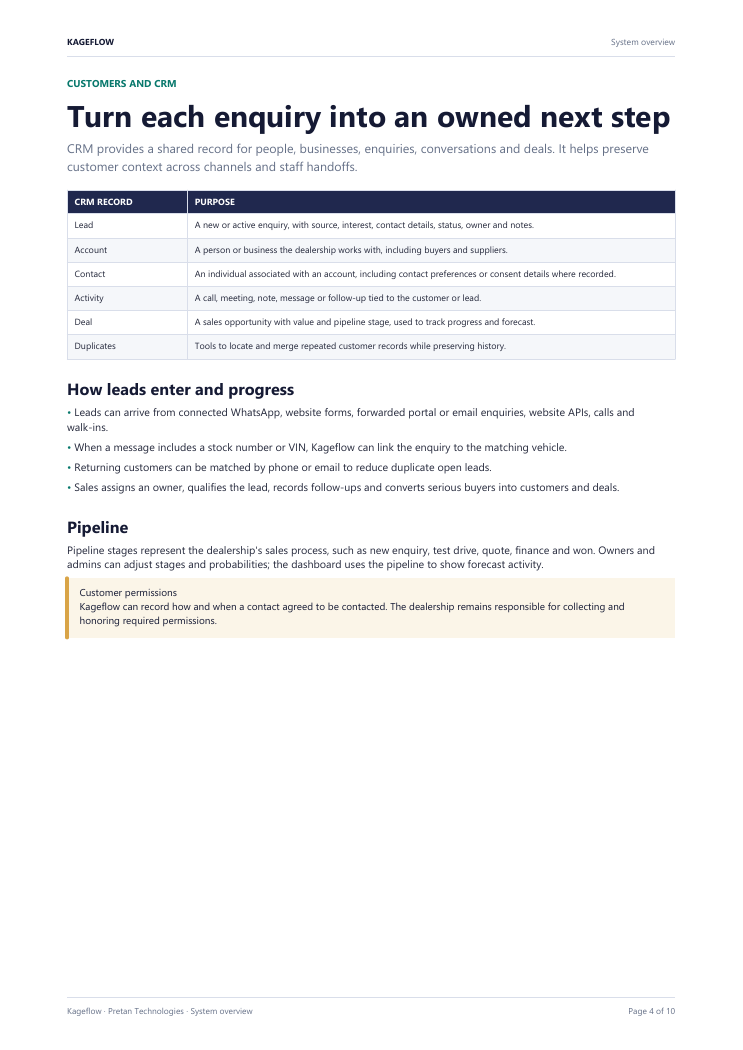 KAGEFLOW
System overview
CUSTOMERS AND CRM
Turn each enquiry into an owned next step
CRM provides a shared record for people, businesses, enquiries, conversations and deals. It helps preserve
customer context across channels and staff handoffs.
CRM RECORD PURPOSE
Lead A new or active enquiry, with source, interest, contact details, status, owner and notes.
Account A person or business the dealership works with, including buyers and suppliers.
Contact An individual associated with an account, including contact preferences or consent details where recorded.
Activity A call, meeting, note, message or follow-up tied to the customer or lead.
Deal A sales opportunity with value and pipeline stage, used to track progress and forecast.
Duplicates Tools to locate and merge repeated customer records while preserving history.
How leads enter and progress
• Leads can arrive from connected WhatsApp, website forms, forwarded portal or email enquiries, website APIs, calls and
walk-ins.
• When a message includes a stock number or VIN, Kageflow can link the enquiry to the matching vehicle.
• Returning customers can be matched by phone or email to reduce duplicate open leads.
• Sales assigns an owner, qualifies the lead, records follow-ups and converts serious buyers into customers and deals.
Pipeline
Pipeline stages represent the dealership's sales process, such as new enquiry, test drive, quote, finance and won. Owners and
admins can adjust stages and probabilities; the dashboard uses the pipeline to show forecast activity.
Customer permissions
Kageflow can record how and when a contact agreed to be contacted. The dealership remains responsible for collecting and
honoring required permissions.
Kageflow · Pretan Technologies · System overview
Page 4 of 10